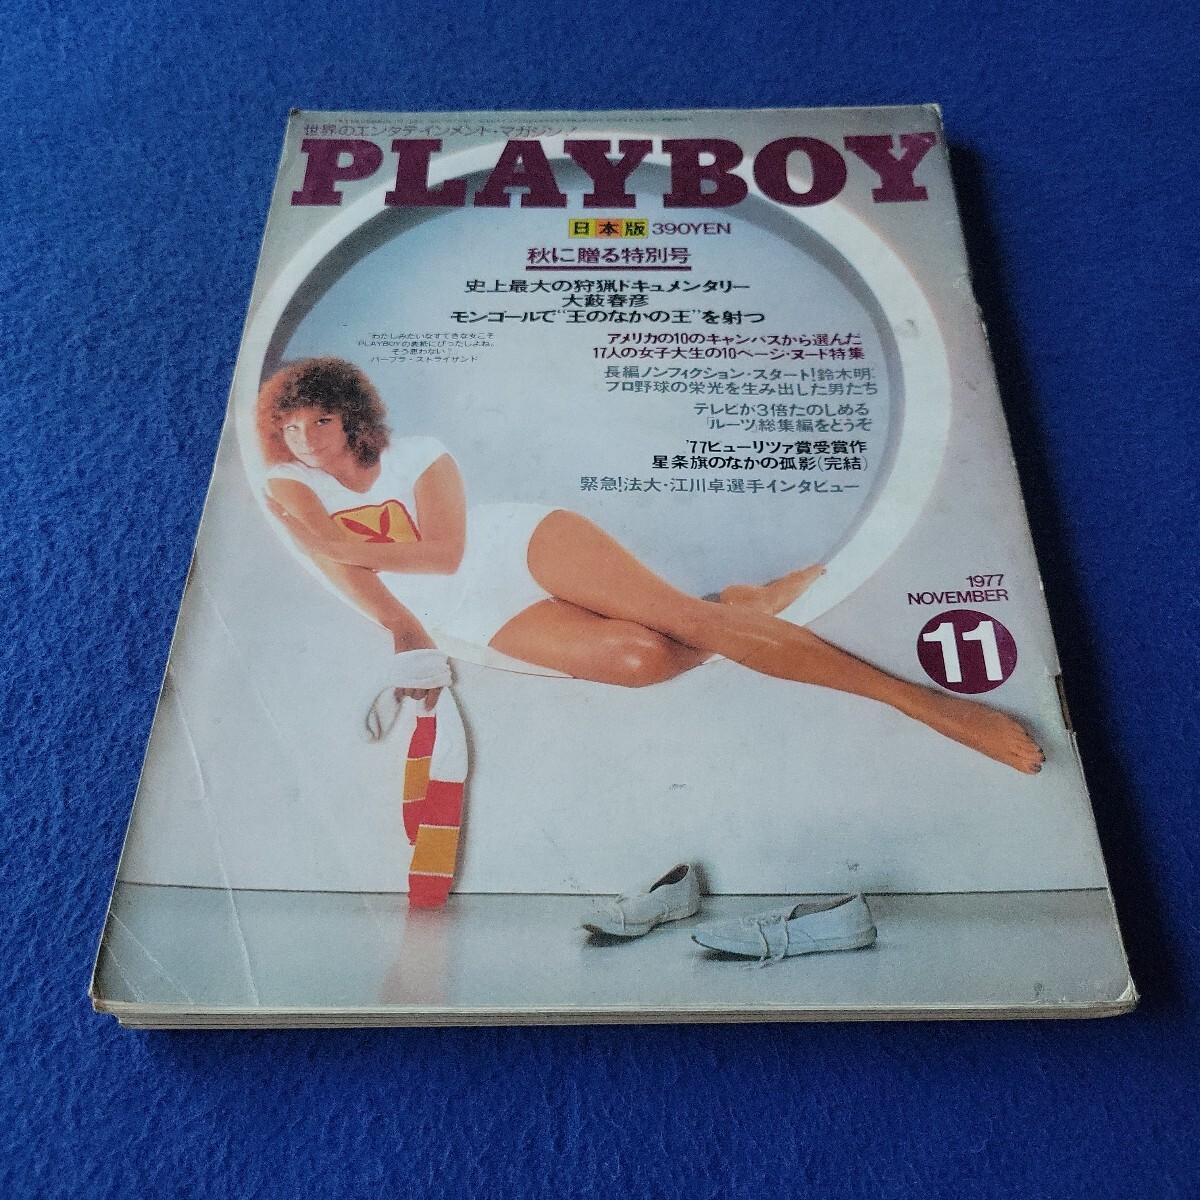 世界のエンタテインメント・マガジン!
PLAYBOY
日本版 390YEN
秋に贈る特別号
史上最大の狩猟ドキュメンタリー
大藪春彦
モンゴールで“王のなかの王”を射つ
わたしみたいなすてきな女こそ
PLAYBOYの表紙にぴったしよね。
そう思わない?
バーブラ・ストライザンド
アメリカの10のキャンパスから選んだ
17人の女子大生の10ページ・ヌード特集
長編ノンフィクション・スタート!鈴木明:
プロ野球の栄光を生み出した男たち
テレビが3倍たのしめる
「ルーツ」総集編をどうぞ
'77ピューリツァ賞受賞作
星条旗のなかの孤影(完結)
緊急!法大・江川卓選手インタビュー
1977
NOVEMBER
11